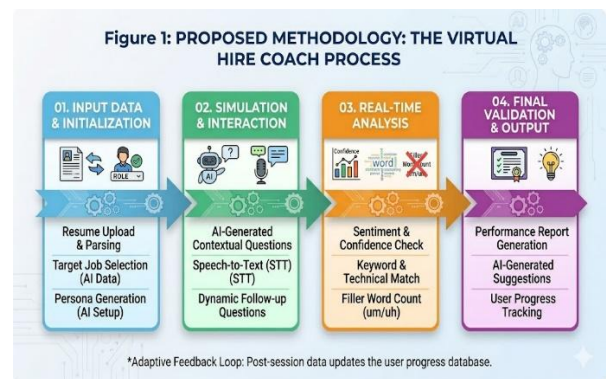 Figure 1: PROPOSED METHODOLOGY: THE VIRTUAL
HIRE COACH PROCESS
01. INPUT DATA
& INITIALIZATION
ROLE
Resume Upload
& Parsing
Target Job Selection
(AI Data)
Persona Generation
(AI Setup)
02. SIMULATION
& INTERACTION
AI
?
AI-Generated
Contextual Questions
Speech-to-Text (STT)
(STT)
Dynamic Follow-up
Questions
03. REAL-TIME
ANALYSIS
Confidence
word
Filler
um/uh)
Sentiment &
Confidence Check
Keyword &
Technical Match
Filler Word Count
(um/uh)
04. FINAL
VALIDATION
& OUTPUT
Performance Report
Generation
AI-Generated
Suggestions
User Progress
Tracking
*Adaptive Feedback Loop: Post-session data updates the user progress database.